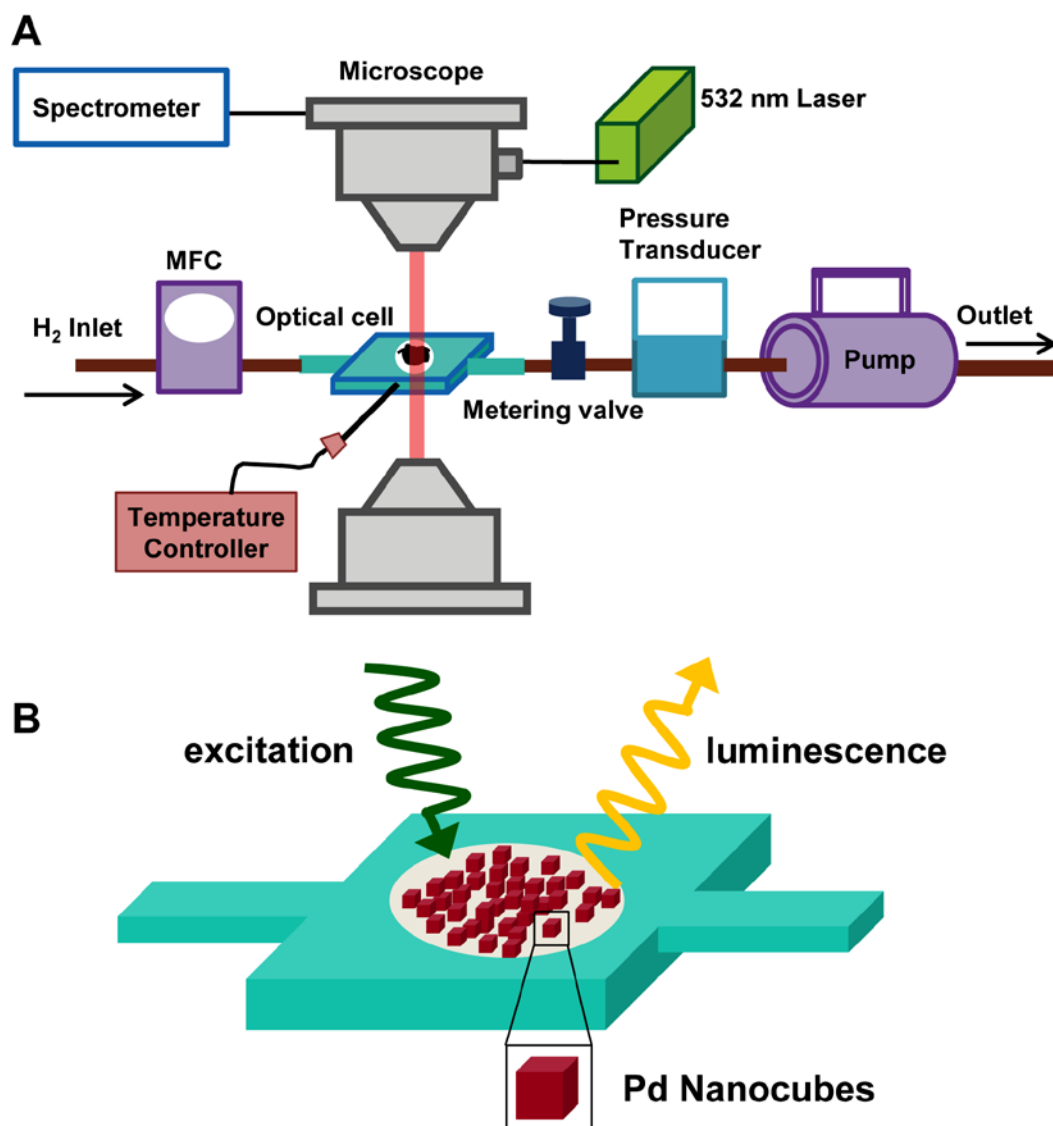 A
Microscope
Spectrometer
532 nm Laser
Pressure
Transducer
MFC
H₂ Inlet
Optical cell
Outlet
Pump
Metering valve
Temperature
Controller
B
excitation
luminescence
Pd Nanocubes